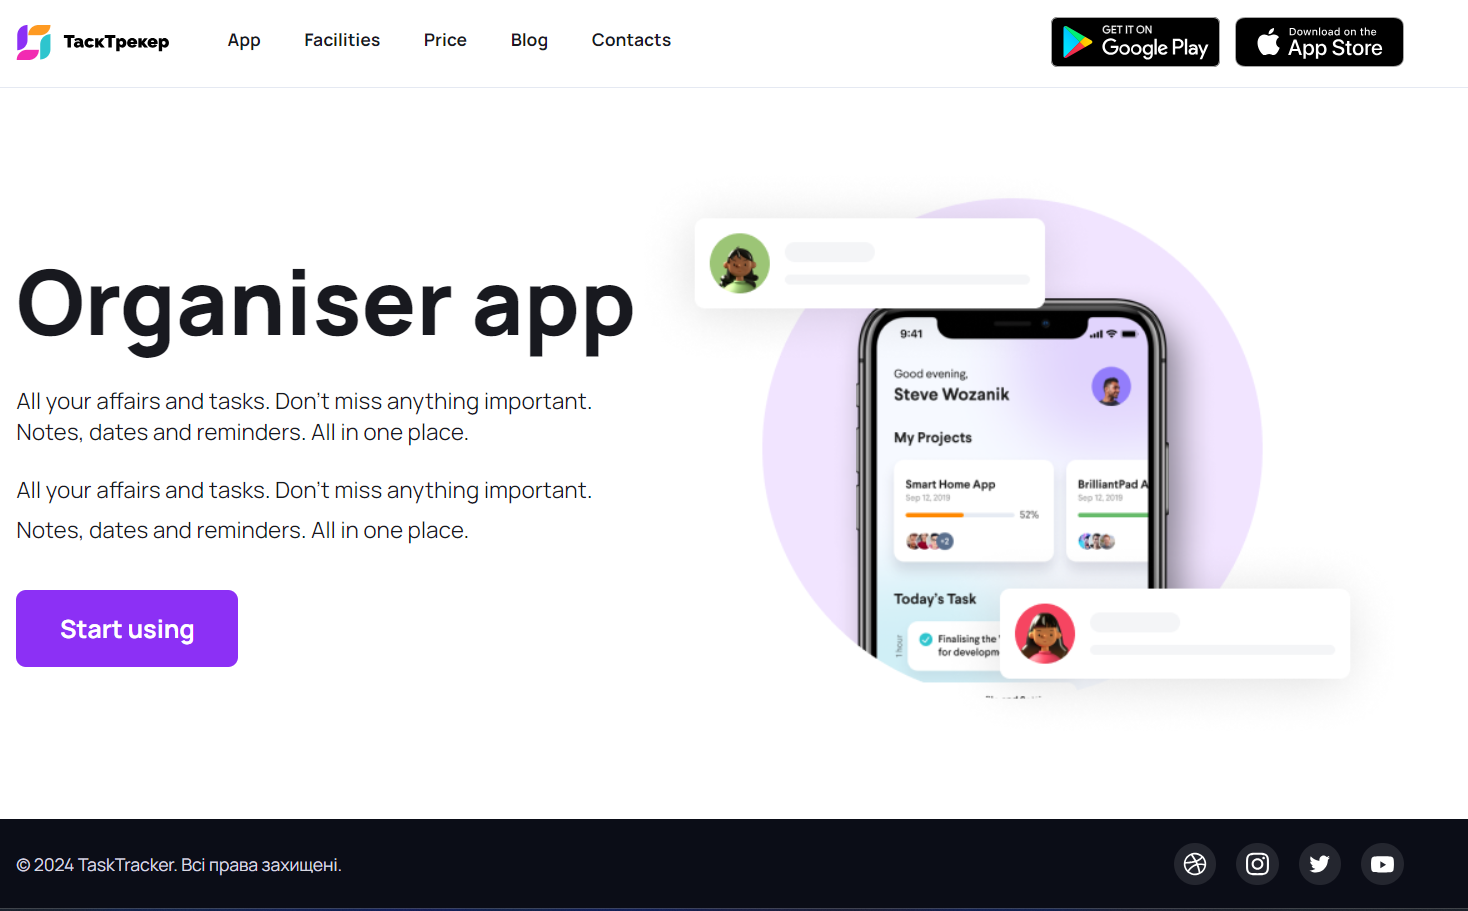 ТаскТрекер
App
Facilities
Price
Blog
Contacts
GET IT ON
Google Play
Download on the
App Store
Organiser app
All your affairs and tasks. Don't miss anything important.
Notes, dates and reminders. All in one place.
All your affairs and tasks. Don't miss anything important.
Notes, dates and reminders. All in one place.
Start using
9:41
Good evening,
Steve Wozanik
My Projects
Smart Home App
Sep 12, 2019
52%
+2
BrilliantPad A
Sep 12, 2019
Today's Task
1 hour
Finalising the
for developm
© 2024 TaskTracker. Всі права захищені.